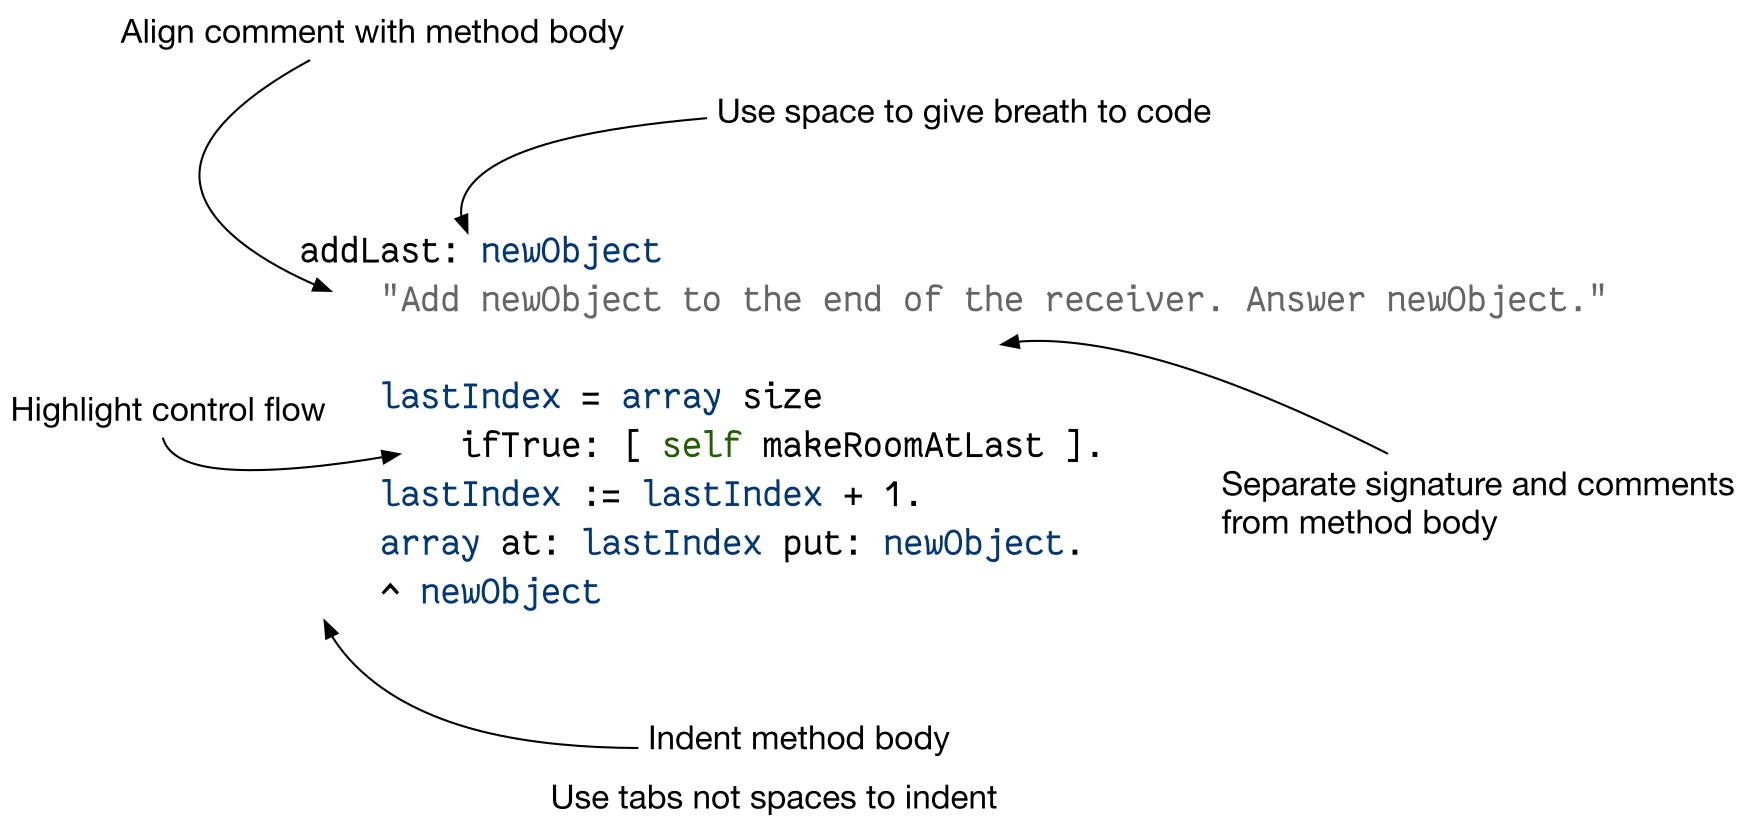 Align comment with method body
Use space to give breath to code
addLast: newObject
"Add newObject to the end of the receiver. Answer newObject."
lastIndex = array size
Highlight control flow
ifTrue: [ self makeRoomAtLast ].
lastIndex := lastIndex + 1.
Separate signature and comments
from method body
array at: lastIndex put: newObject.
^ newObject
Indent method body
Use tabs not spaces to indent